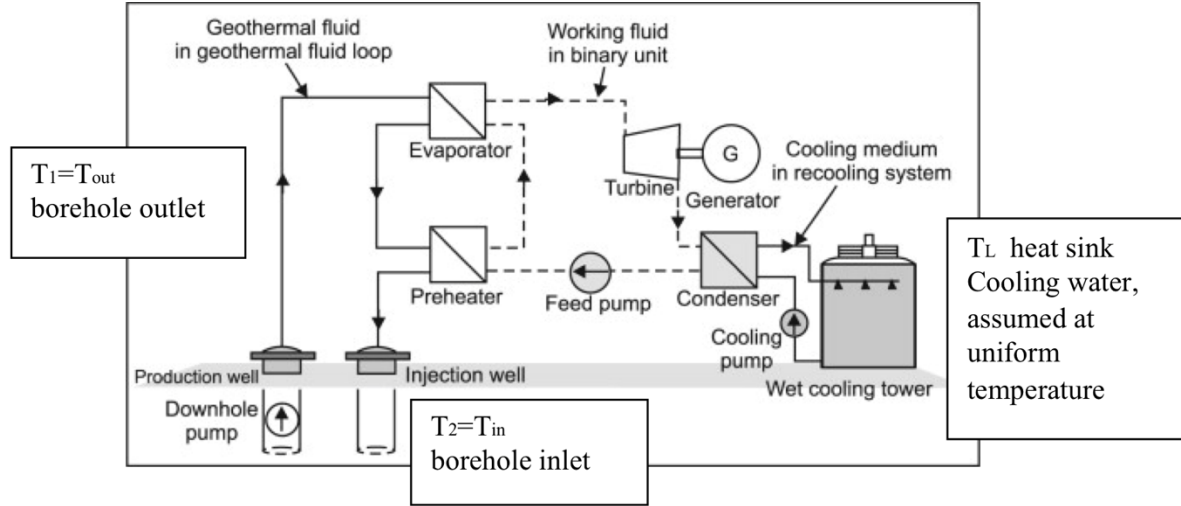 Geothermal fluid
in geothermal fluid loop
Working fluid
in binary unit
Evaporator
G
Turbine
Generator
Cooling medium
in recooling system
T1=Tout
borehole outlet
Preheater
Feed pump
Condenser
Cooling
pump
Wet cooling tower
TL heat sink
Cooling water,
assumed at
uniform
temperature
Production well
Injection well
Downhole
pump
T2=Tin
borehole inlet